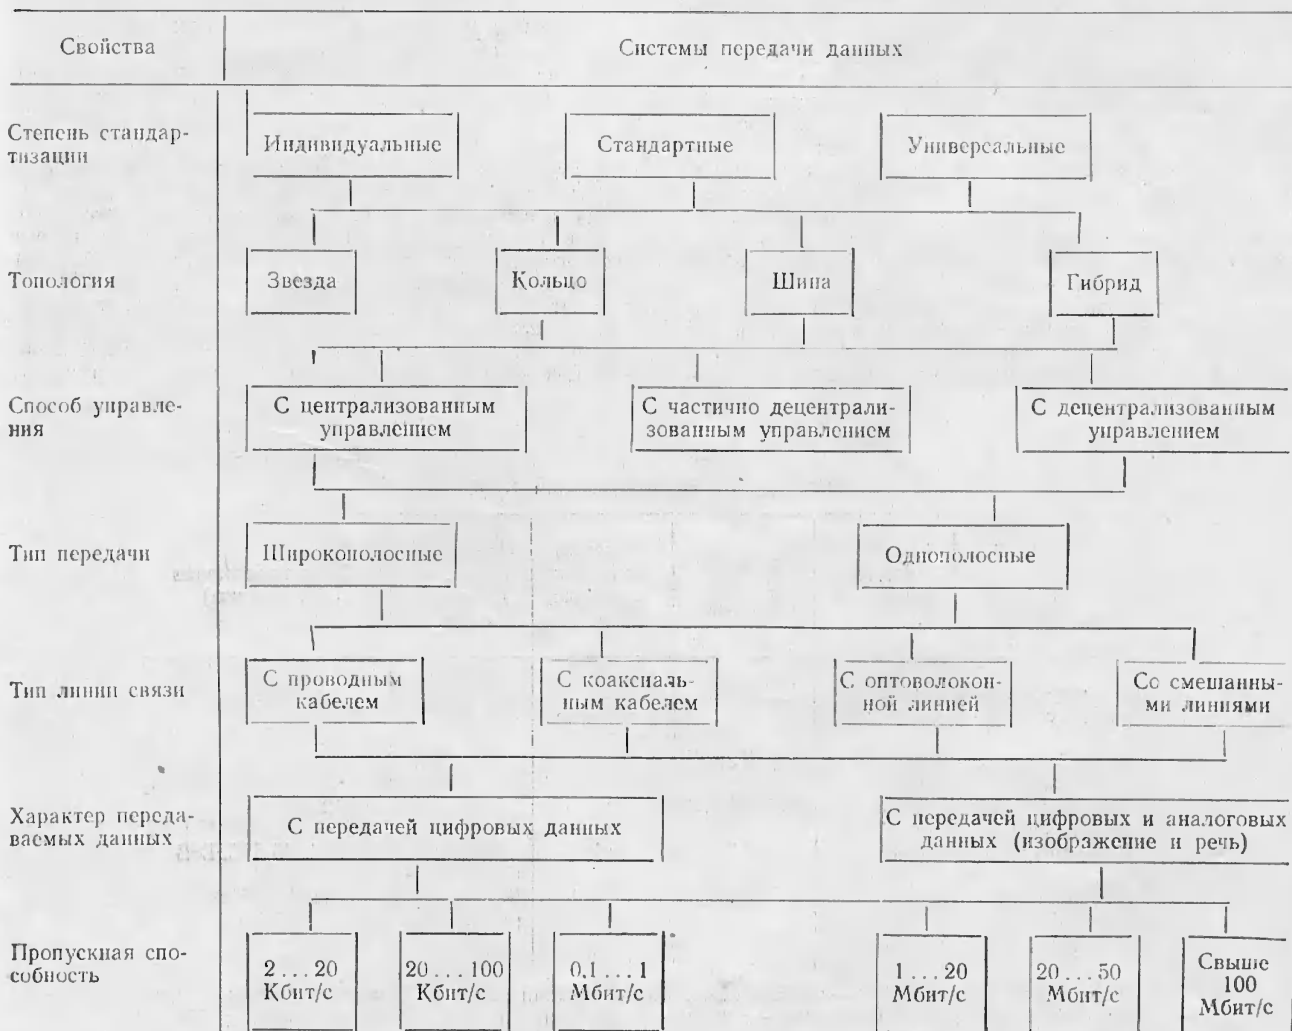 Свойства
Системы передачи данных
Степень стандар-
тизации
Индивидуальные
Стандартные
Универсальные
Топология
Звезда
Кольцо
Шина
Гибрид
Способ управле-
ния
С централизованным
управлением
С частично децентрали-
зованным управлением
С децентрализованным
управлением
Тип передачи
Широкополосные
Однополосные
Тип линии связи
С проводным
кабелем
С коаксиаль-
ным кабелем
С оптоволокон-
ной линией
Со смешанны-
ми линиями
Характер переда-
ваемых данных
С передачей цифровых данных
С передачей цифровых и аналоговых
данных (изображение и речь)
Пропускная спо-
собность
2...20
Кбит/с
20...100
Кбит/с
0,1...1
Мбит/с
1...20
Мбит/с
20...50
Мбит/с
Свыше
100
Мбит/с